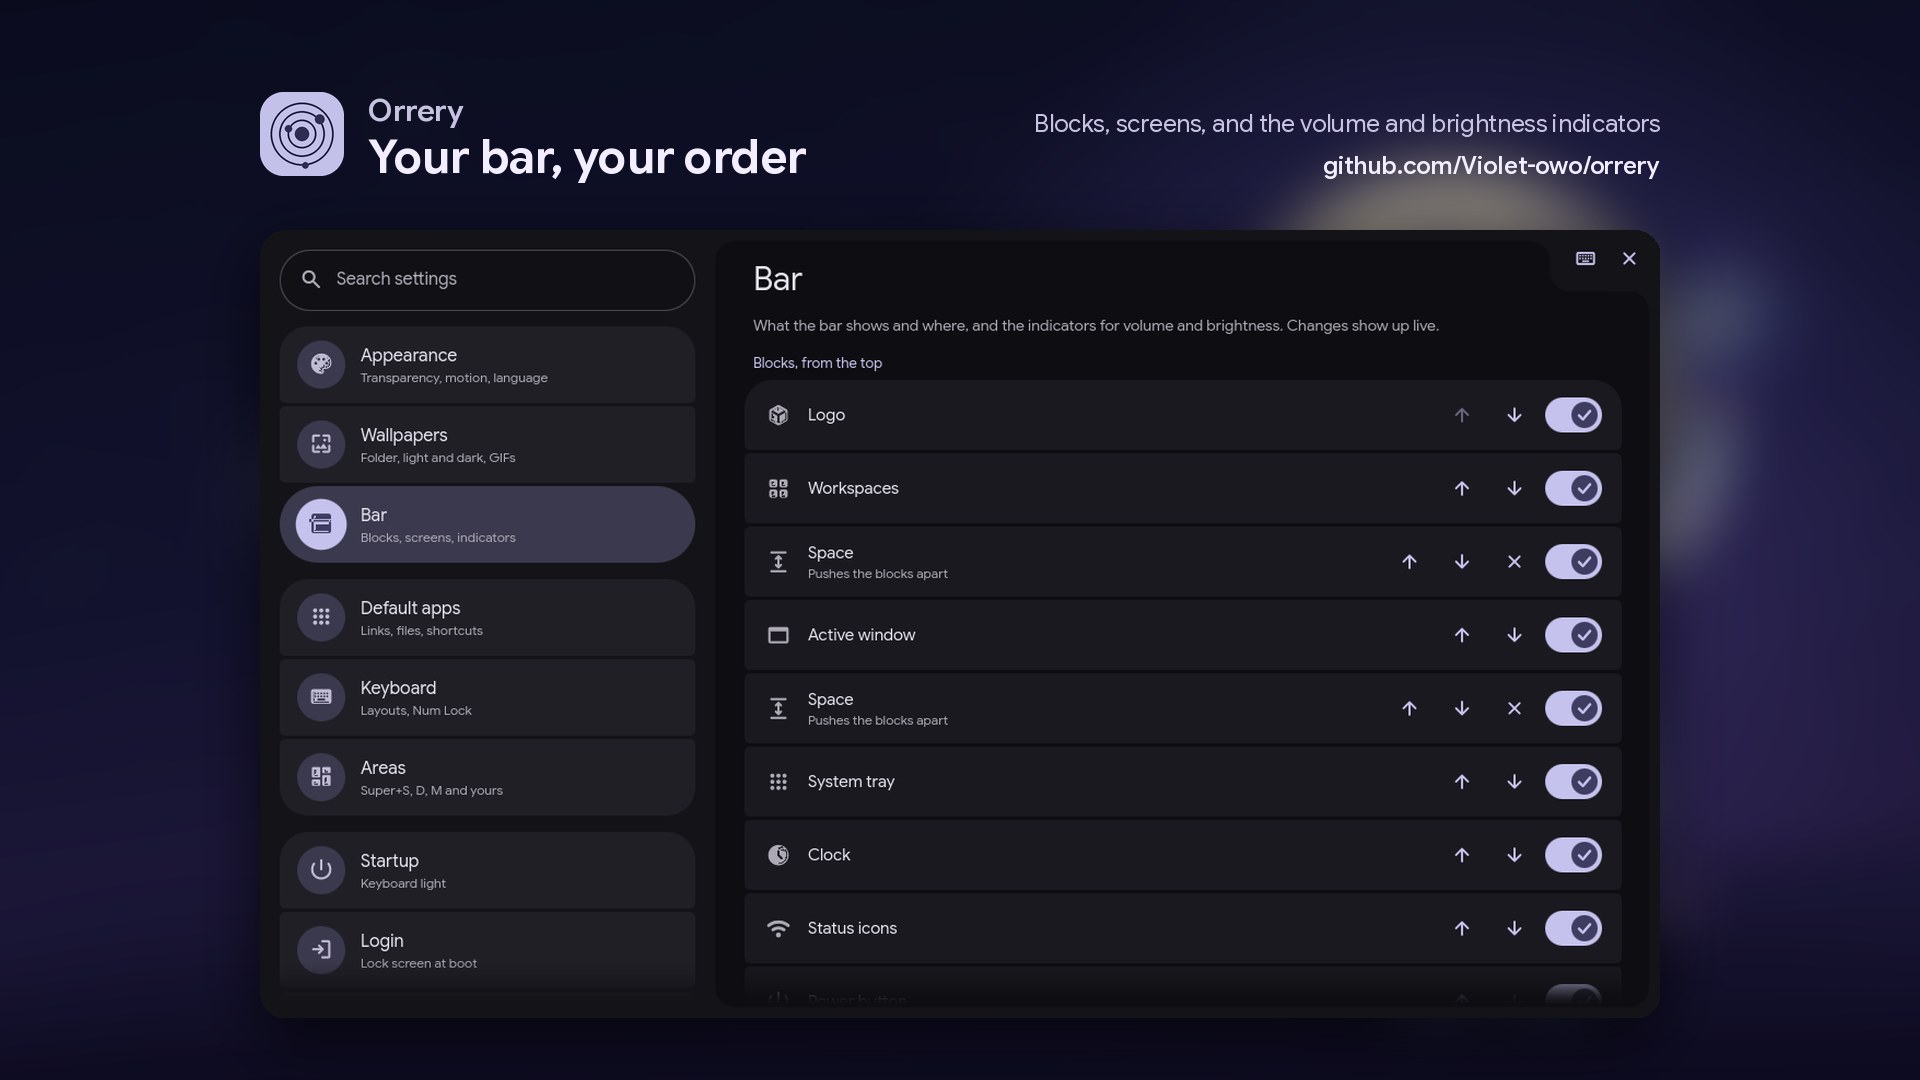 Orrery
Your bar, your order
Blocks, screens, and the volume and brightness indicators
github.com/Violet-owo/orrery
Search settings
Appearance
Transparency, motion, language
Wallpapers
Folder, light and dark, GIFs
Bar
Blocks, screens, indicators
Default apps
Links, files, shortcuts
Keyboard
Layouts, Num Lock
Areas
Super+S, D, M and yours
Startup
Keyboard light
Login
Lock screen at boot
Bar
What the bar shows and where, and the indicators for volume and brightness. Changes show up live.
Blocks, from the top
Logo
Workspaces
Space
Pushes the blocks apart
Active window
Space
Pushes the blocks apart
System tray
Clock
Status icons
Power button